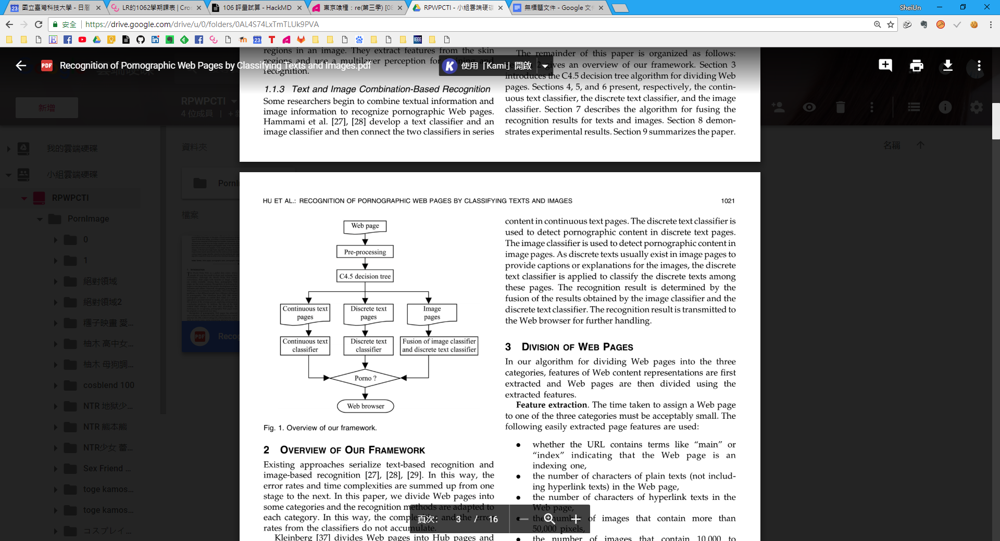 國立臺灣科技大學 - 日曆
LR的1062學期課表 | Cros
106 評量試算 - HackMD
東京喰種：re(第三季) [08
RPWPCTI - 小組雲端硬碟
無標題文件 - Google 文件
SheiUn
安全 | https://drive.google.com/drive/u/0/folders/0AL4S74LxTmTLUk9PVA
Recognition of Pornographic Web Pages by Classifying Texts and Images.pdf
使用「Kami」開啟
新增
RPWPCTI
4 位成員
我的雲端硬碟
小組雲端硬碟
RPWPCTI
PornImage
0
1
絕對領域
絕對領域2
種子映畫 愛...
柚木 高中女...
柚木 母狗調...
cosblend 100
NTR 地獄少...
NTR 熊本熊
NTR少女 蕾...
Sex Friend ...
toge kamos...
toge kamos...
コスプレイ...
資料夾
PornI
檔案
PDF Recog
名稱
regions in an image. They extract features from the skin
regions and use a multilayer perception for training and
recognition.
1.1.3 Text and Image Combination-Based Recognition
Some researchers begin to combine textual information and
image information to recognize pornographic Web pages.
Hammami et al. [27], [28] develop a text classifier and an
image classifier and then connect the two classifiers in series
The remainder of this paper is organized as follows:
2 gives an overview of our framework. Section 3
introduces the C4.5 decision tree algorithm for dividing Web
pages. Sections 4, 5, and 6 present, respectively, the contin-
uous text classifier, the discrete text classifier, and the image
classifier. Section 7 describes the algorithm for fusing the
recognition results for texts and images. Section 8 demon-
strates experimental results. Section 9 summarizes the paper.
HU ET AL.: RECOGNITION OF PORNOGRAPHIC WEB PAGES BY CLASSIFYING TEXTS AND IMAGES
1021
Web page
Pre-processing
C4.5 decision tree
Continuous text pages
Discrete text pages
Image pages
Continuous text classifier
Discrete text classifier
Fusion of image classifier and discrete text classifier
Porno ?
Web browser
Fig. 1. Overview of our framework.
2 OVERVIEW OF OUR FRAMEWORK
Existing approaches serialize text-based recognition and
image-based recognition [27], [28], [29]. In this way, the
error rates and time complexities are summed up from one
stage to the next. In this paper, we divide Web pages into
some categories and the recognition methods are adapted to
each category. In this way, the complexities and the error
rates from the classifiers do not accumulate.
Kleinberg [37] divides Web pages into Hub pages and
content in continuous text pages. The discrete text classifier is
used to detect pornographic content in discrete text pages.
The image classifier is used to detect pornographic content in
image pages. As discrete texts usually exist in image pages to
provide captions or explanations for the images, the discrete
text classifier is applied to classify the discrete texts among
these pages. The recognition result is determined by the
fusion of the results obtained by the image classifier and the
discrete text classifier. The recognition result is transmitted to
the Web browser for further handling.
3 DIVISION OF WEB PAGES
In our algorithm for dividing Web pages into the three
categories, features of Web content representations are first
extracted and Web pages are then divided using the
extracted features.
Feature extraction. The time taken to assign a Web page
to one of the three categories must be acceptably small. The
following easily extracted page features are used:
● whether the URL contains terms like “main” or
“index” indicating that the Web page is an
indexing one,
● the number of characters of plain texts (not includ-
ing hyperlink texts) in the Web page,
● the number of characters of hyperlink texts in the
Web page,
● the number of images that contain more than
50,000 pixels,
● the number of images that contain 10,000 to
頁次： 3 / 16